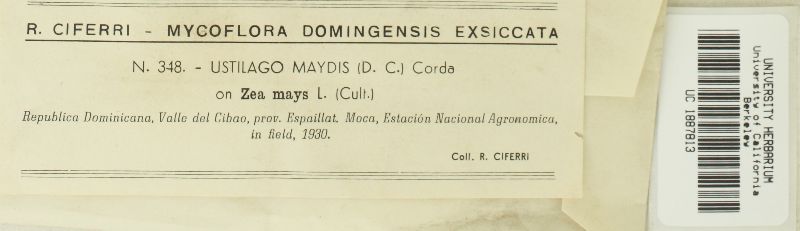 R. CIFERRI - MYCOFLORA DOMINGENSIS EXSICCATA
N. 348. - USTILAGO MAYDIS (D. C.) Corda
on Zea mays L. (Cult.)
Republica Dominicana, Valle del Cibao, prov. Espaillat. Moca, Estación Nacional Agronomica,
in field, 1930.
Coll. R. CIFERRI
UNIVERSITY HERBARIUM
University of California
Berkeley
UC 1887813